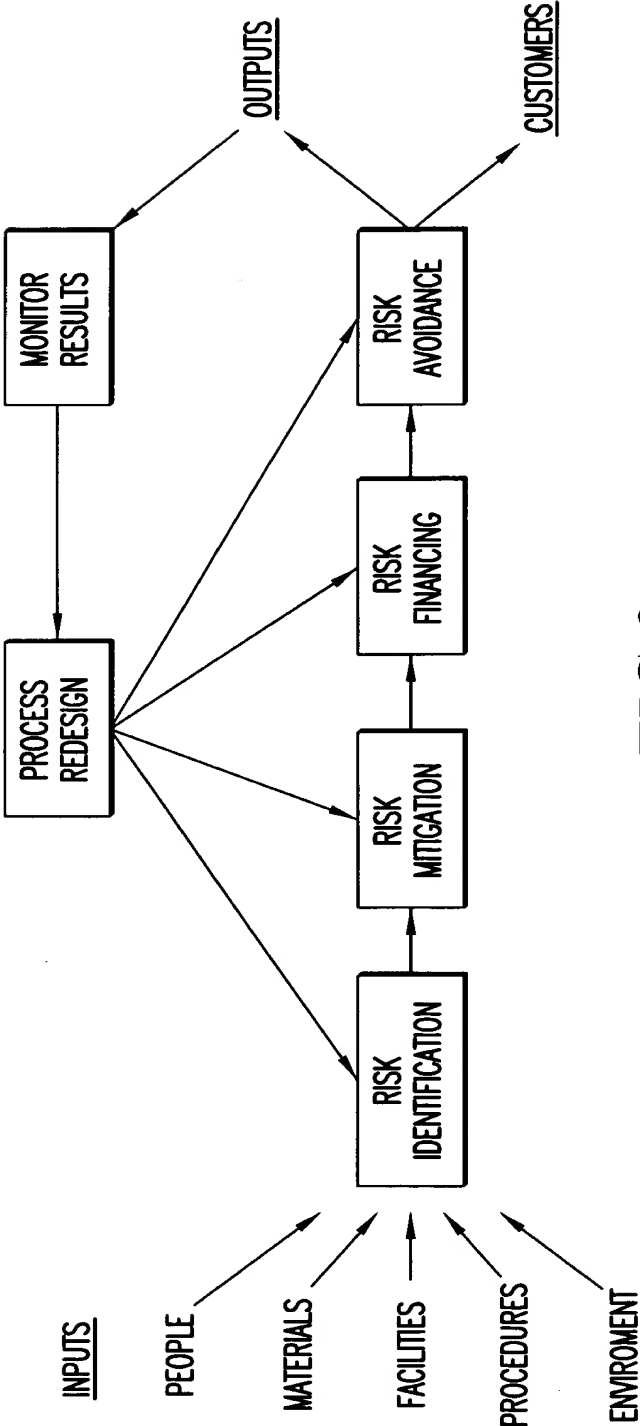 INPUTS
PEOPLE
MATERIALS
FACILITIES
PROCEDURES
ENVIROMENT
RISK
IDENTIFICATION
RISK
MITIGATION
RISK
FINANCING
RISK
AVOIDANCE
PROCESS
REDESIGN
MONITOR
RESULTS
OUTPUTS
CUSTOMERS